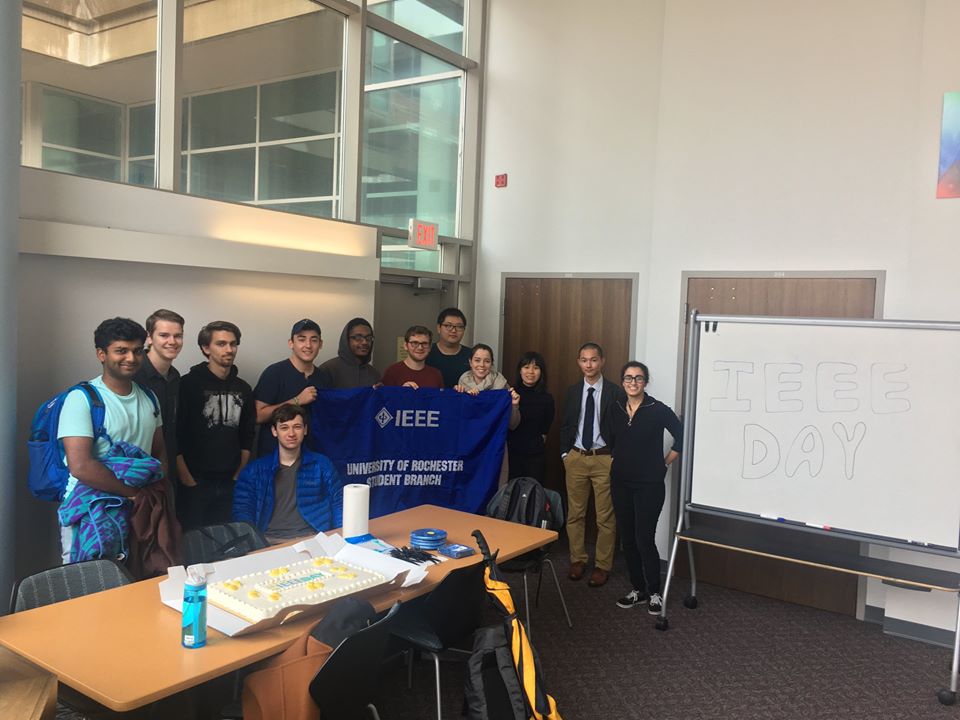 EXIT
IEEE
UNIVERSITY OF ROCHESTER
STUDENT BRANCH
IEEE
DAY